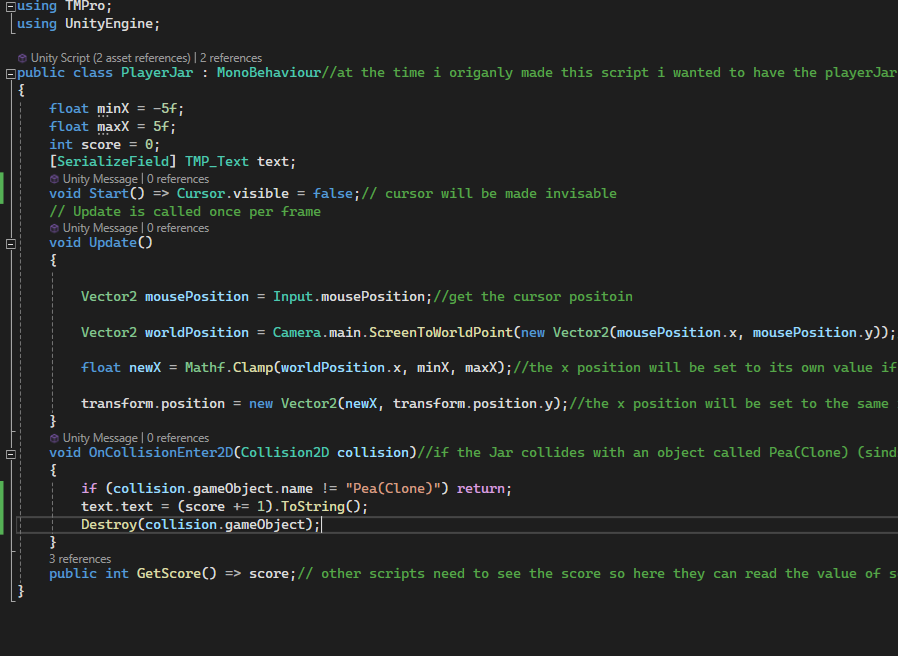 using TMPro;
using UnityEngine;
Unity Script (2 asset references) | 2 references
public class PlayerJar : MonoBehaviour//at the time i origanly made this script i wanted to have the playerJar
{
float minX = -5f;
float maxX = 5f;
int score = 0;
[SerializeField] TMP_Text text;
Unity Message | 0 references
void Start() => Cursor.visible = false;// cursor will be made invisable
// Update is called once per frame
Unity Message | 0 references
void Update()
{
Vector2 mousePosition = Input.mousePosition;//get the cursor positoin
Vector2 worldPosition = Camera.main.ScreenToWorldPoint(new Vector2(mousePosition.x, mousePosition.y));
float newX = Mathf.Clamp(worldPosition.x, minX, maxX);//the x position will be set to its own value if
transform.position = new Vector2(newX, transform.position.y);//the x position will be set to the same
}
Unity Message | 0 references
void OnCollisionEnter2D(Collision2D collision)//if the Jar collides with an object called Pea(Clone) (sind
{
if (collision.gameObject.name != "Pea(Clone)") return;
text.text = (score += 1).ToString();
Destroy(collision.gameObject);
}
3 references
public int GetScore() => score;// other scripts need to see the score so here they can read the value of s
}